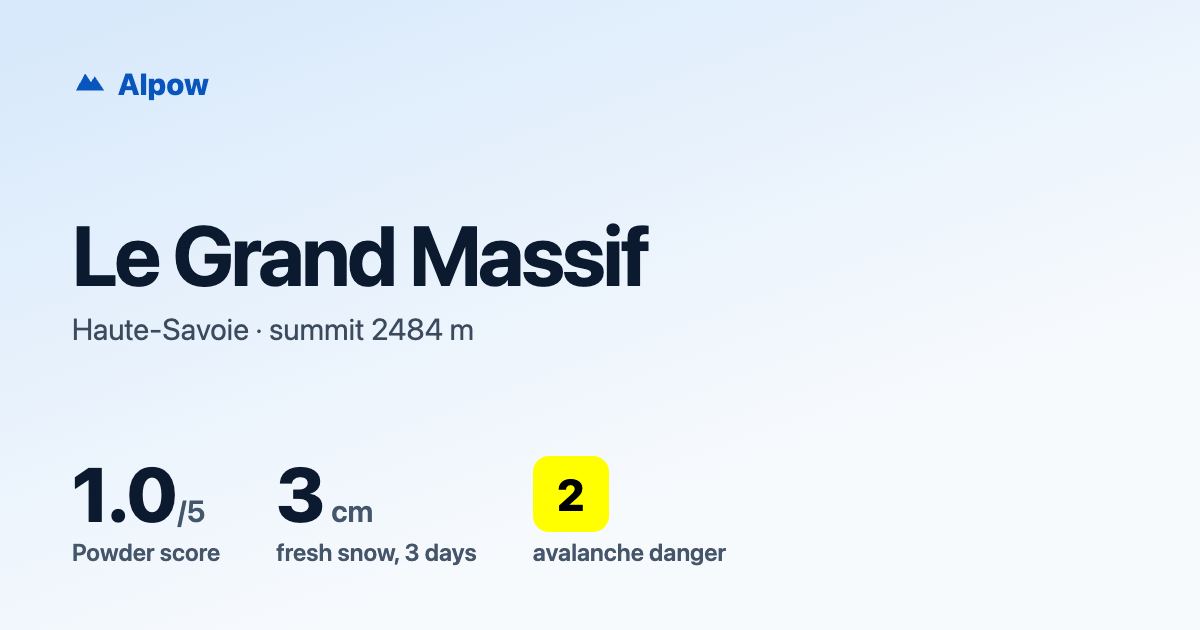 Alpow
Le Grand Massif
Haute-Savoie · summit 2484 m
1.0/5 3 cm 2
Powder score fresh snow, 3 days avalanche danger